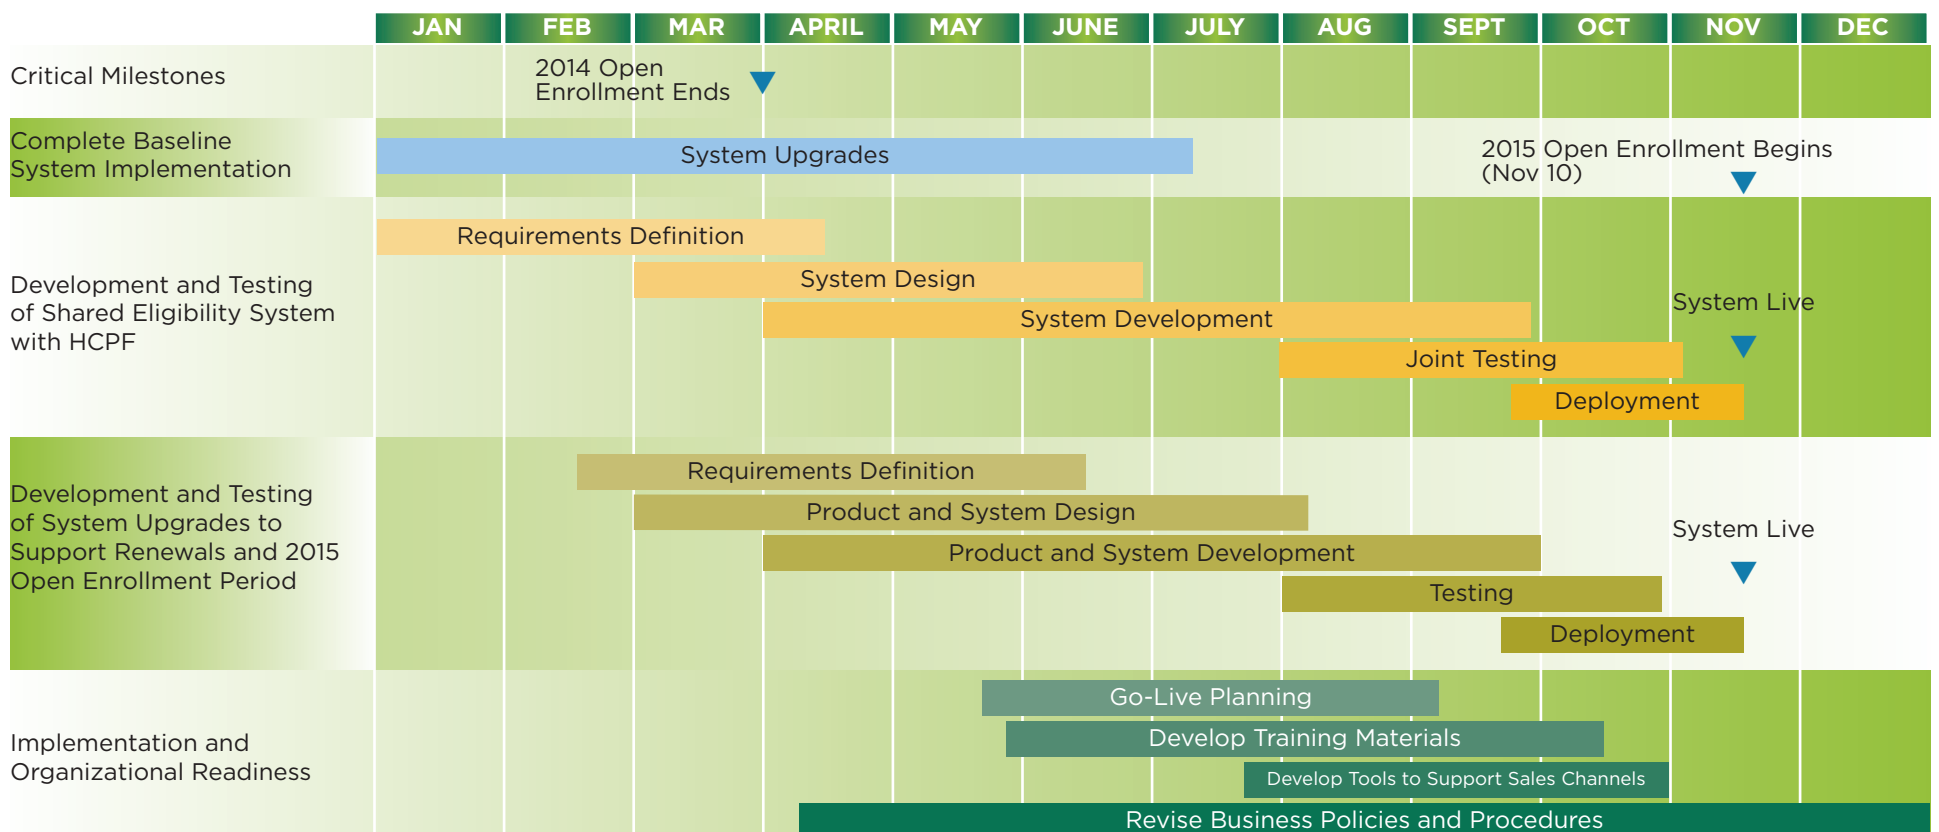 JAN FEB MAR APRIL MAY JUNE JULY AUG SEPT OCT NOV DEC
Critical Milestones
2014 Open
Enrollment Ends
Complete Baseline
System Implementation
System Upgrades
2015 Open Enrollment Begins
(Nov 10)
Development and Testing
of Shared Eligibility System
with HCPF
Requirements Definition
System Design
System Development
System Live
Joint Testing
Deployment
Development and Testing
of System Upgrades to
Support Renewals and 2015
Open Enrollment Period
Requirements Definition
Product and System Design
Product and System Development
System Live
Testing
Deployment
Implementation and
Organizational Readiness
Go-Live Planning
Develop Training Materials
Develop Tools to Support Sales Channels
Revise Business Policies and Procedures